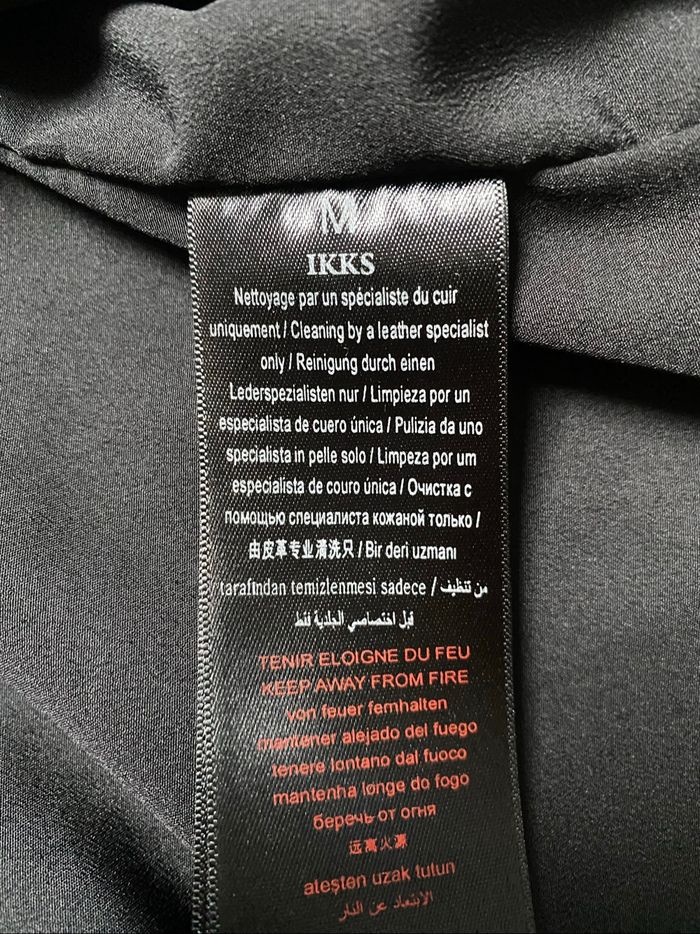 M
IKKS
Nettoyage par un spécialiste du cuir
uniquement / Cleaning by a leather specialist
only / Reinigung durch einen
Lederspezialisten nur / Limpieza por un
especialista de cuero única / Pulizia da uno
specialista in pelle solo / Limpeza por um
especialista de couro única / Очистка с
помощью специалиста кожаной только /
由皮革专业清洗只 / Bir deri uzmanı
tarafından temizlenmesi sadece / من تنظيف
قبل اختصاصي الجلدية فقط
TENIR ELOIGNE DU FEU
KEEP AWAY FROM FIRE
von feuer fernhalten
mantener alejado del fuego
tenere lontano dal fuoco
mantenha longe do fogo
беречь от огня
远离火源
ateşten uzak tutun
الابتعاد عن النار